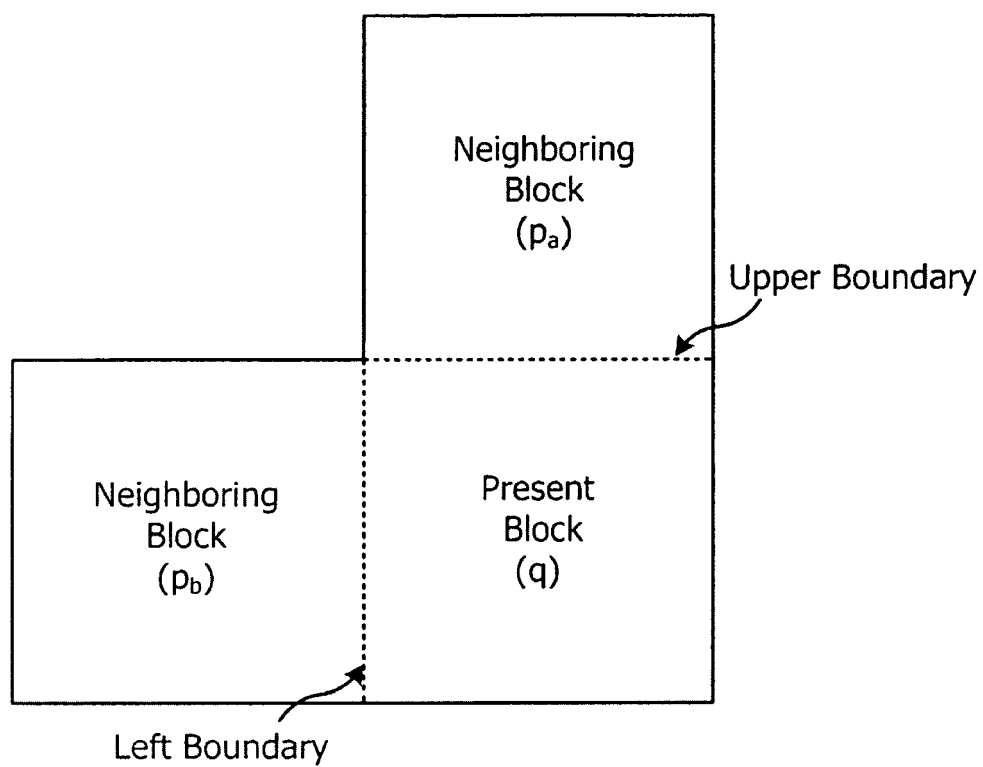 Neighboring
Block
(pa)
Upper Boundary
Neighboring
Block
(pb)
Present
Block
(q)
Left Boundary